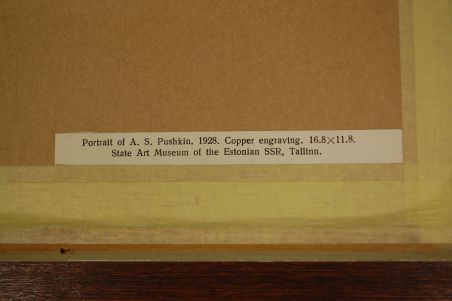 Portrait of A. S. Pushkin. 1928. Copper engraving. 16.8×11.8.
State Art Museum of the Estonian SSR, Tallinn.